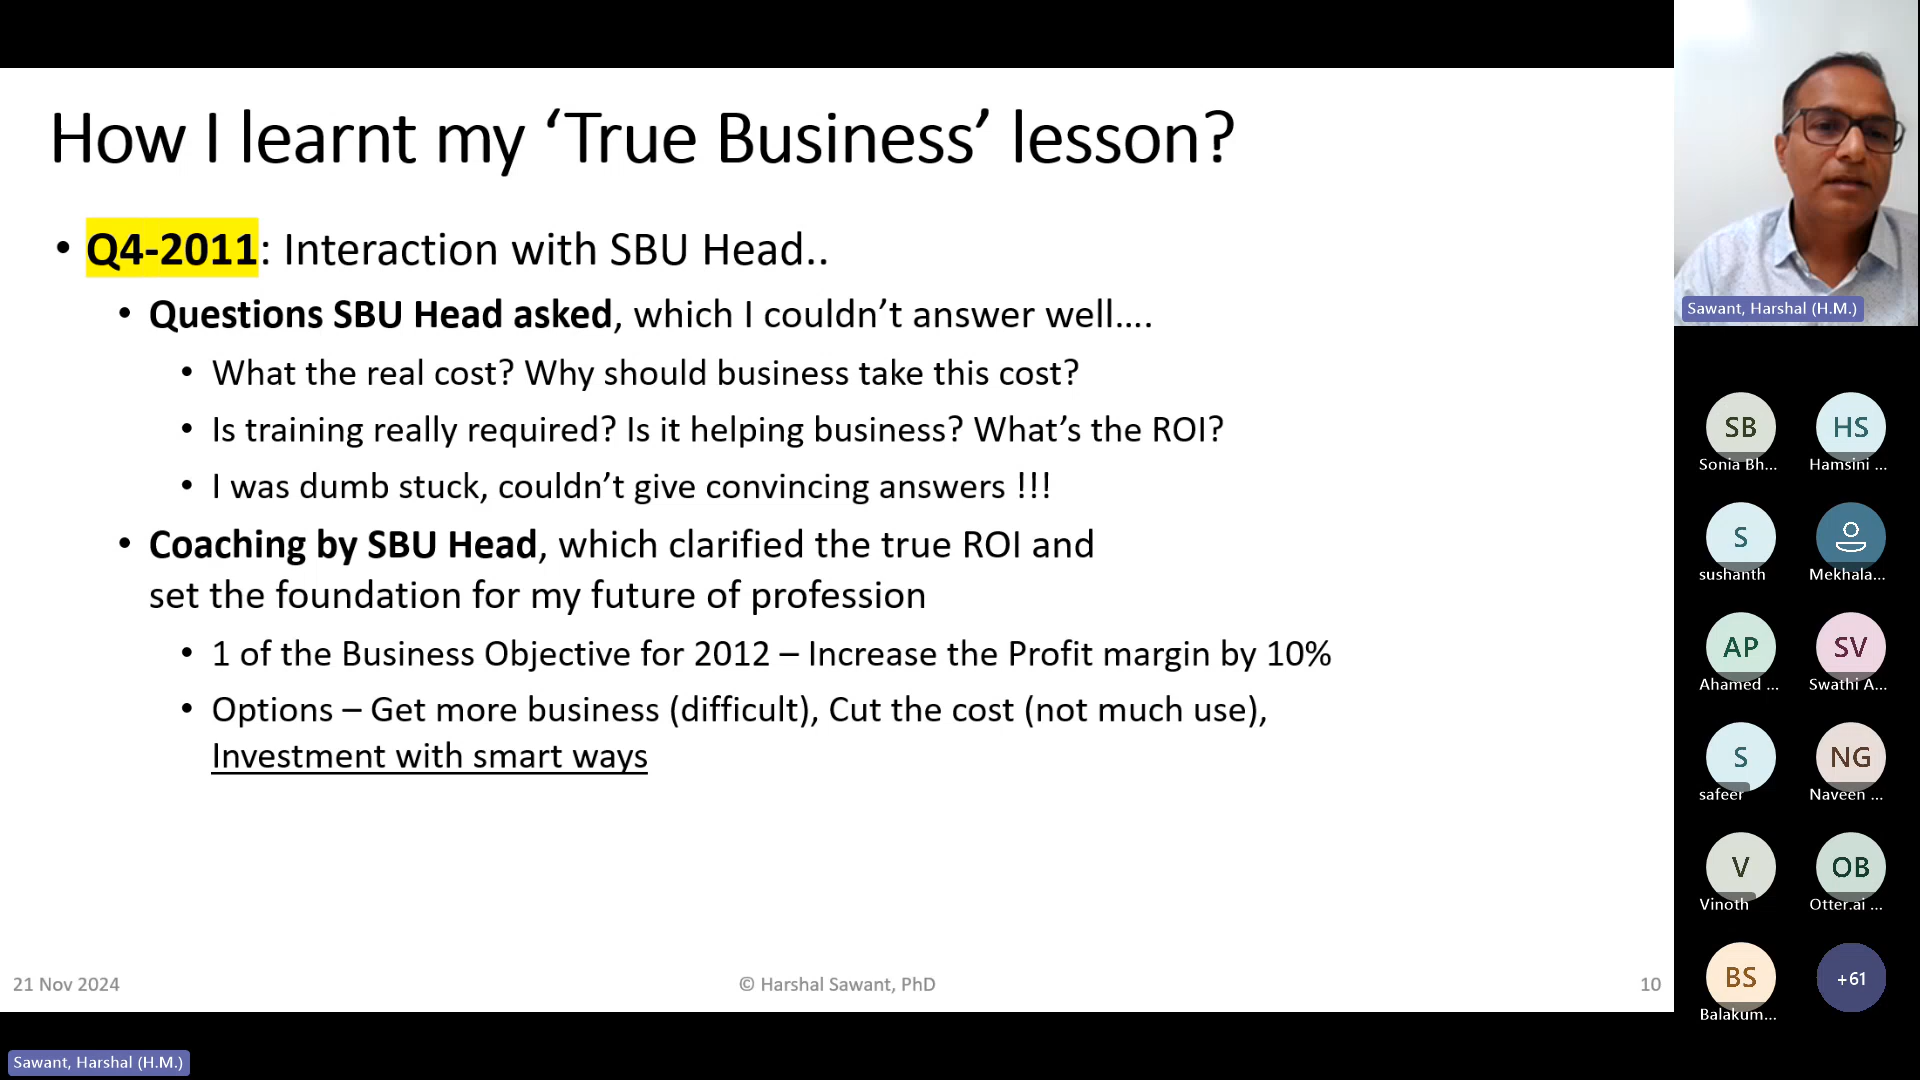 How I learnt my ‘True Business’ lesson?
• Q4-2011: Interaction with SBU Head..
• Questions SBU Head asked, which I couldn’t answer well....
• What the real cost? Why should business take this cost?
• Is training really required? Is it helping business? What’s the ROI?
• I was dumb stuck, couldn’t give convincing answers !!!
• Coaching by SBU Head, which clarified the true ROI and
set the foundation for my future of profession
• 1 of the Business Objective for 2012 – Increase the Profit margin by 10%
• Options – Get more business (difficult), Cut the cost (not much use),
Investment with smart ways
21 Nov 2024
© Harshal Sawant, PhD
10
Sawant, Harshal (H.M.)
Sawant, Harshal (H.M.)
SB
Sonia Bh...
HS
Hamsini ...
S
sushanth
Mekhala...
AP
Ahamed ...
SV
Swathi A...
S
safeer
NG
Naveen ...
V
Vinoth
OB
Otter.ai ...
BS
Balakum...
+61